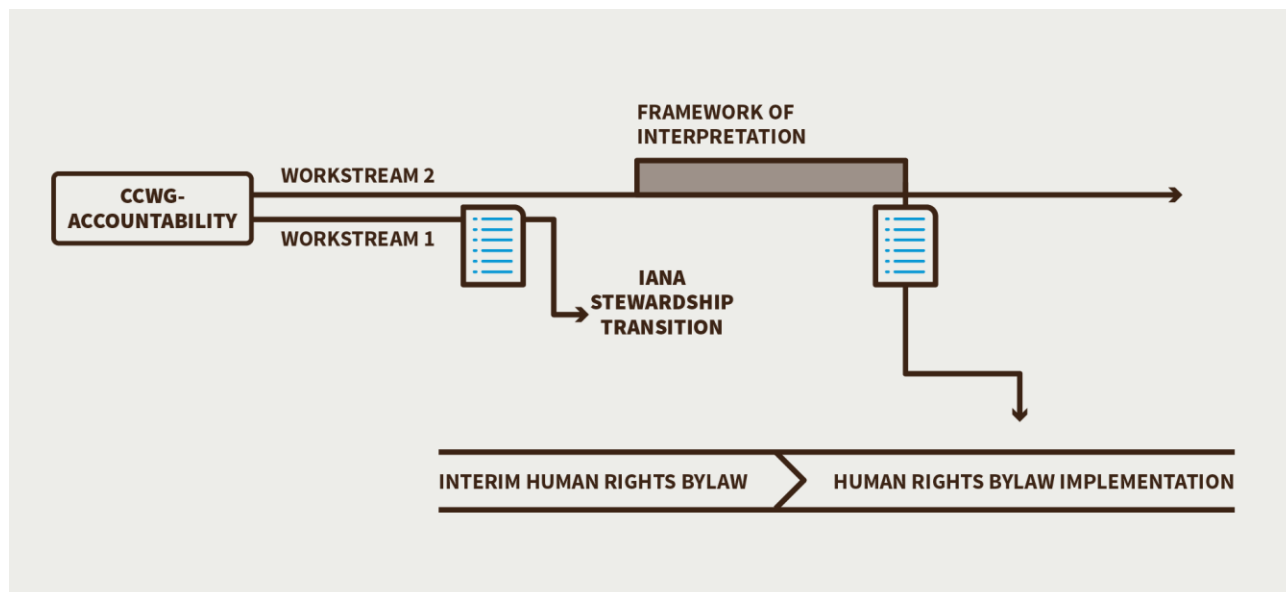 FRAMEWORK OF
INTERPRETATION
WORKSTREAM 2
CCWG-
ACCOUNTABILITY
WORKSTREAM 1
IANA
STEWARDSHIP
TRANSITION
INTERIM HUMAN RIGHTS BYLAW
HUMAN RIGHTS BYLAW IMPLEMENTATION